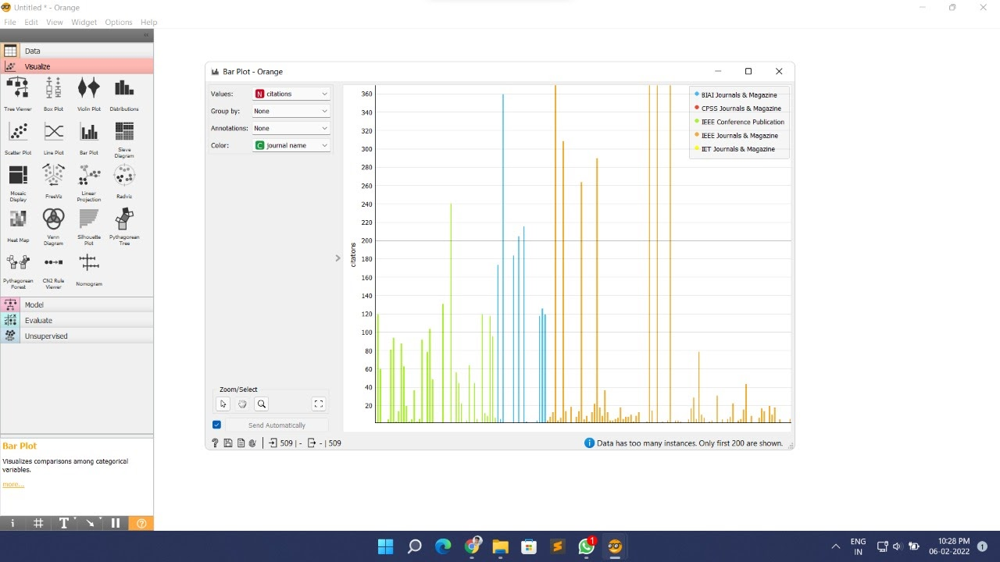 Untitled * - Orange
File Edit View Widget Options Help
Data
Visualize
Tree Viewer Box Plot Violin Plot Distributions
Scatter Plot Line Plot Bar Plot Sieve Diagram
Mosaic Display FreeViz Linear Projection Radviz
Heat Map Venn Diagram Silhouette Plot Pythagorean Tree
Pythagorean Forest CN2 Rule Viewer Nomogram
Model
Evaluate
Unsupervised
Bar Plot
Visualizes comparisons among categorical
variables.
more...
Bar Plot - Orange
Values: N citations
Group by: None
Annotations: None
Color: C journal name
Zoom/Select
Send Automatically
? 509 | - - | 509
citations
360
340
320
300
280
260
240
220
200
180
160
140
120
100
80
60
40
20
BIAI Journals & Magazine
CPSS Journals & Magazine
IEEE Conference Publication
IEEE Journals & Magazine
IET Journals & Magazine
Data has too many instances. Only first 200 are shown.
i # T ?
1
ENG
IN
10:28 PM
06-02-2022
1